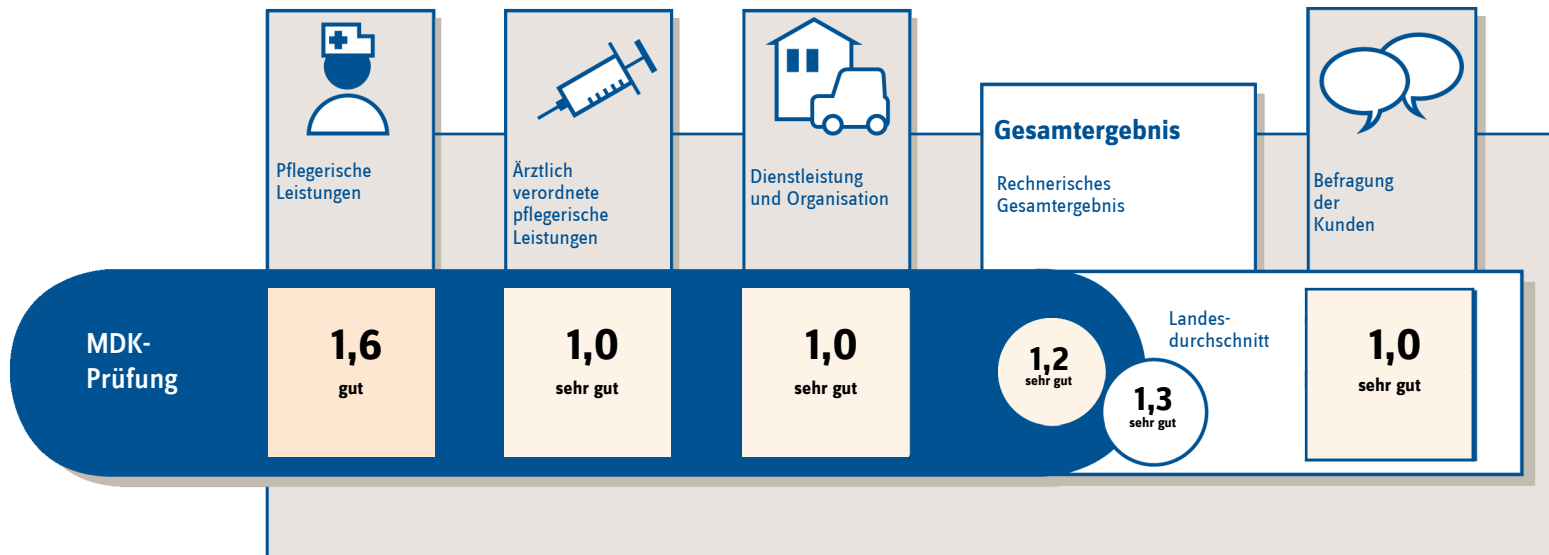 Pflegerische
Leistungen
Ärztlich
verordnete
pflegerische
Leistungen
Dienstleistung
und Organisation
Gesamtergebnis
Rechnerisches
Gesamtergebnis
Befragung
der
Kunden
MDK-
Prüfung
1,6
gut
1,0
sehr gut
1,0
sehr gut
1,2
sehr gut
Landes-
durchschnitt
1,3
sehr gut
1,0
sehr gut